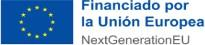 Financiado por
la Unión Europea
NextGenerationEU